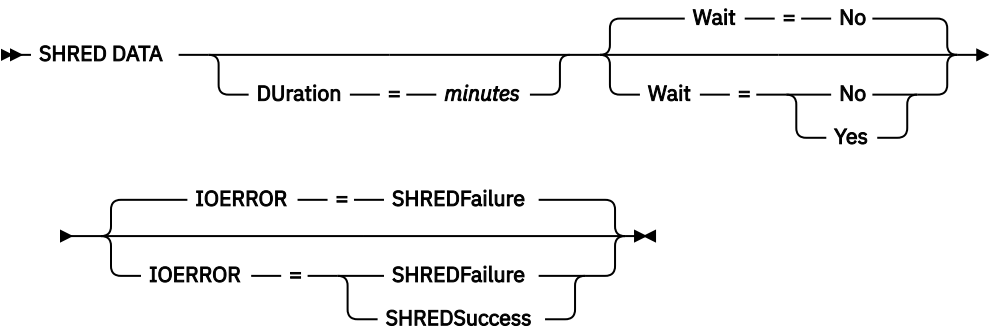 Wait = No
SHRED DATA
DUration = minutes
Wait = No
Yes
IOERROR = SHREDFailure
IOERROR = SHREDFailure
SHREDSuccess